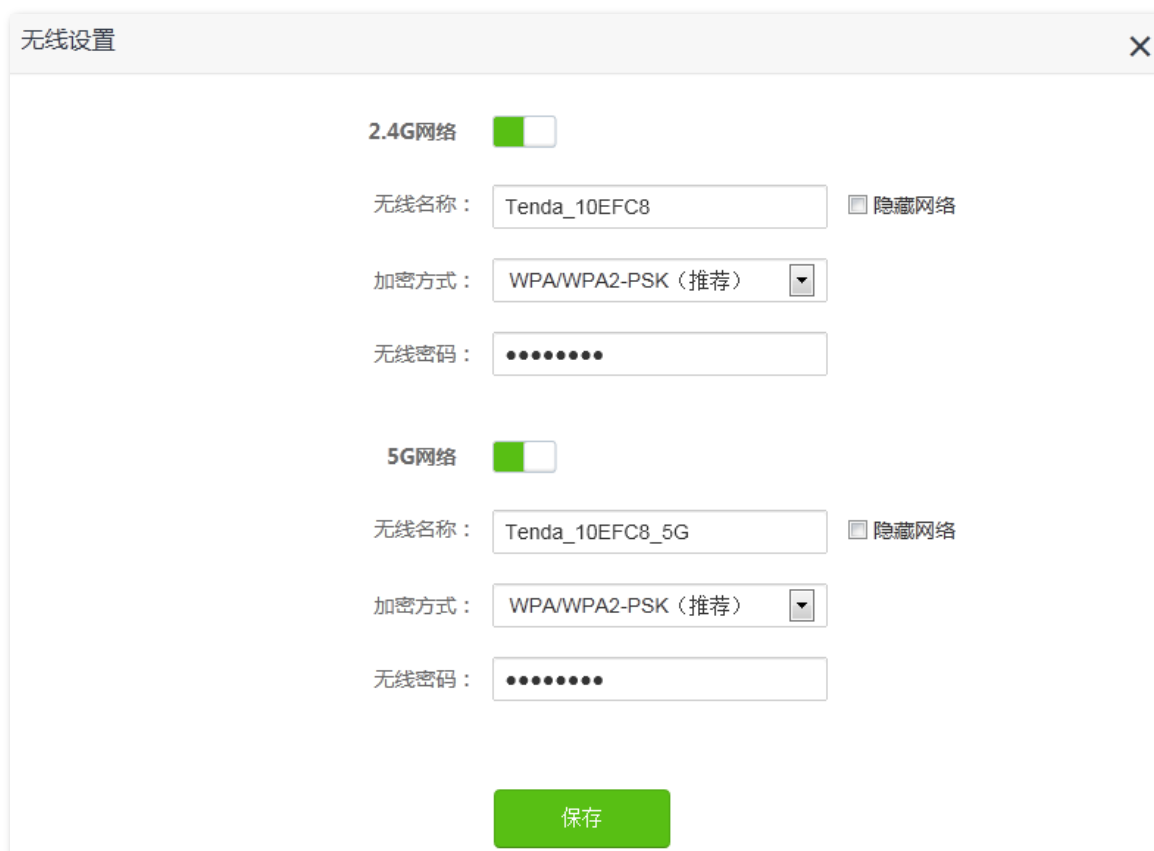 无线设置
2.4G网络
无线名称： Tenda_10EFC8 隐藏网络
加密方式： WPA/WPA2-PSK（推荐）
无线密码： ●●●●●●●●
5G网络
无线名称： Tenda_10EFC8_5G 隐藏网络
加密方式： WPA/WPA2-PSK（推荐）
无线密码： ●●●●●●●●
保存